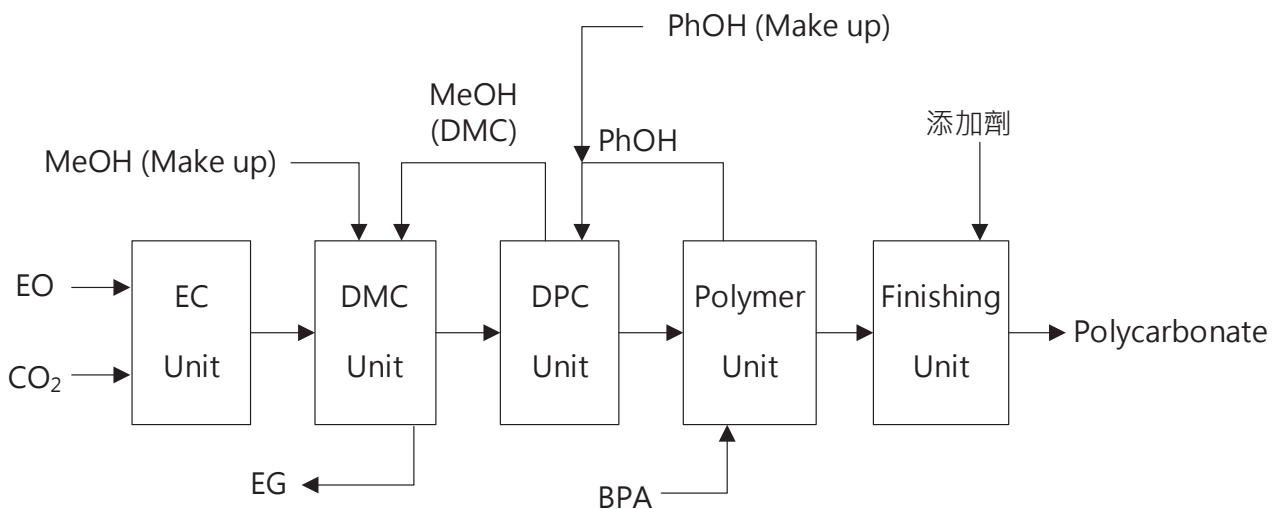 PhOH (Make up)
MeOH
(DMC)
PhOH
添加劑
MeOH (Make up)
EO
CO₂
EC
Unit
DMC
Unit
DPC
Unit
Polymer
Unit
Finishing
Unit
Polycarbonate
EG
BPA